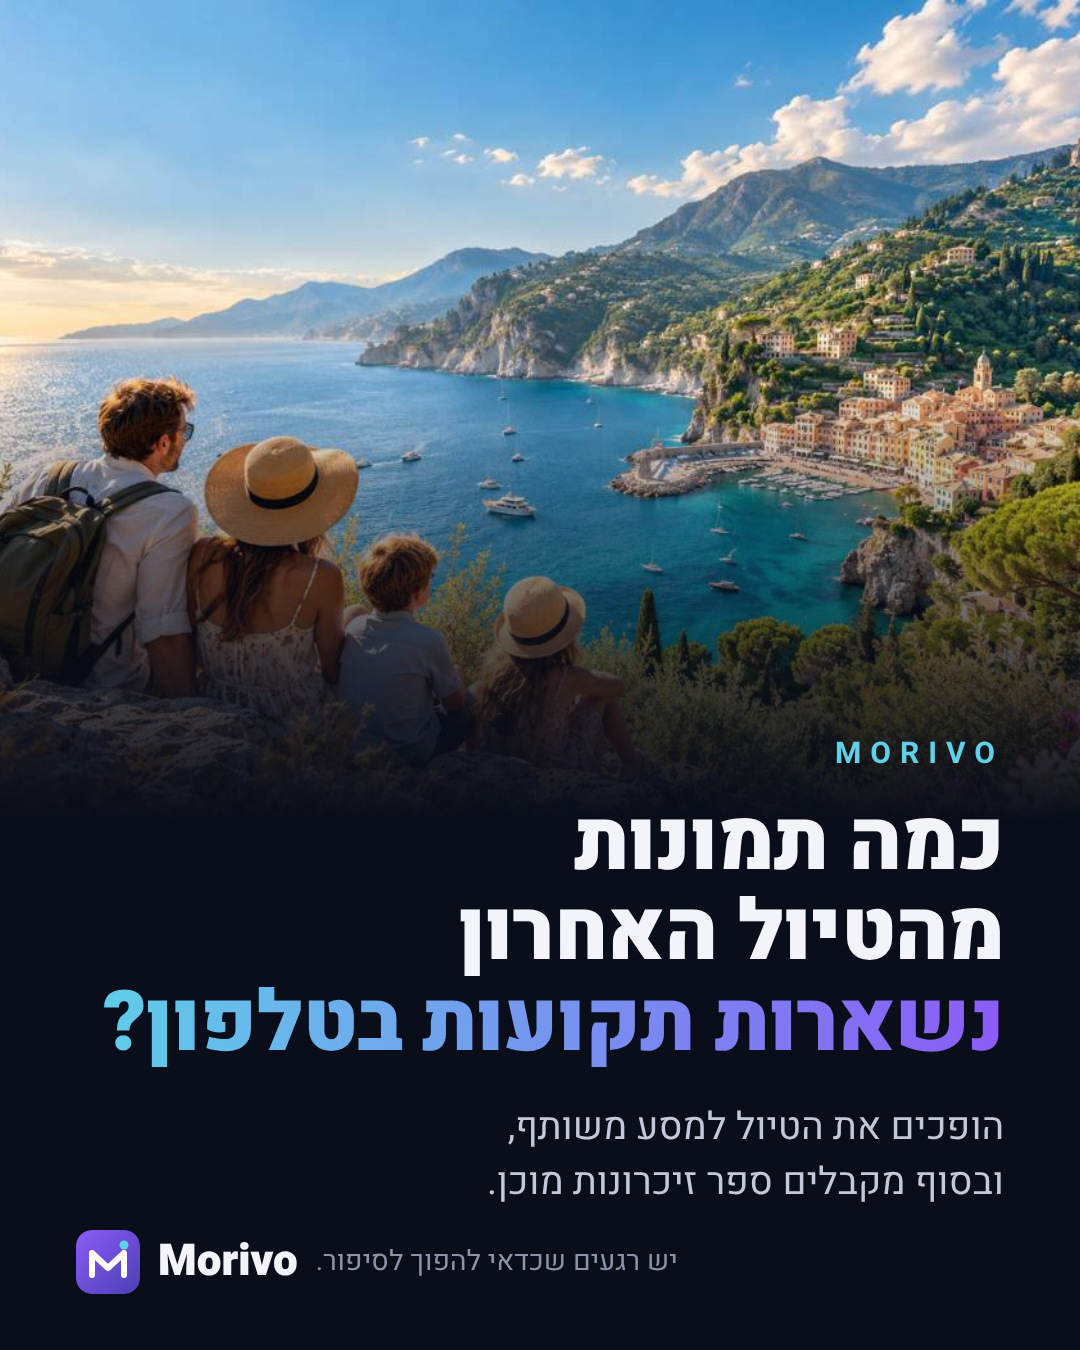 MORIVO
כמה תמונות
מהטיול האחרון
נשארות תקועות בטלפון?
הופכים את הטיול למסע משותף,
ובסוף מקבלים ספר זיכרונות מוכן.
Morivo יש רגעים שכדאי להפוך לסיפור.